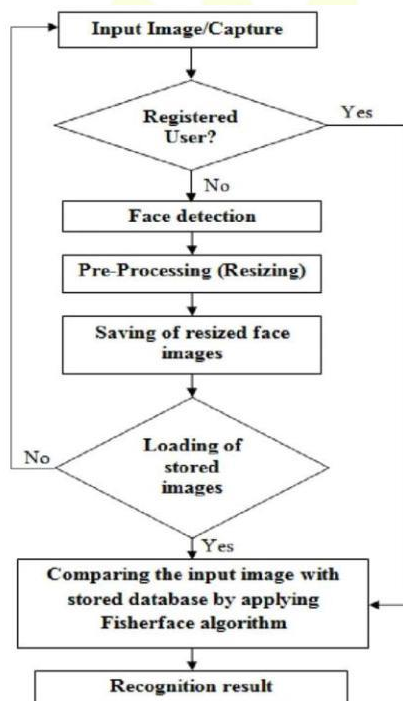 Input Image/Capture
Registered
User?
Yes
No
Face detection
Pre-Processing (Resizing)
Saving of resized face
images
Loading of
stored
images
No
Yes
Comparing the input image with
stored database by applying
Fisherface algorithm
Recognition result